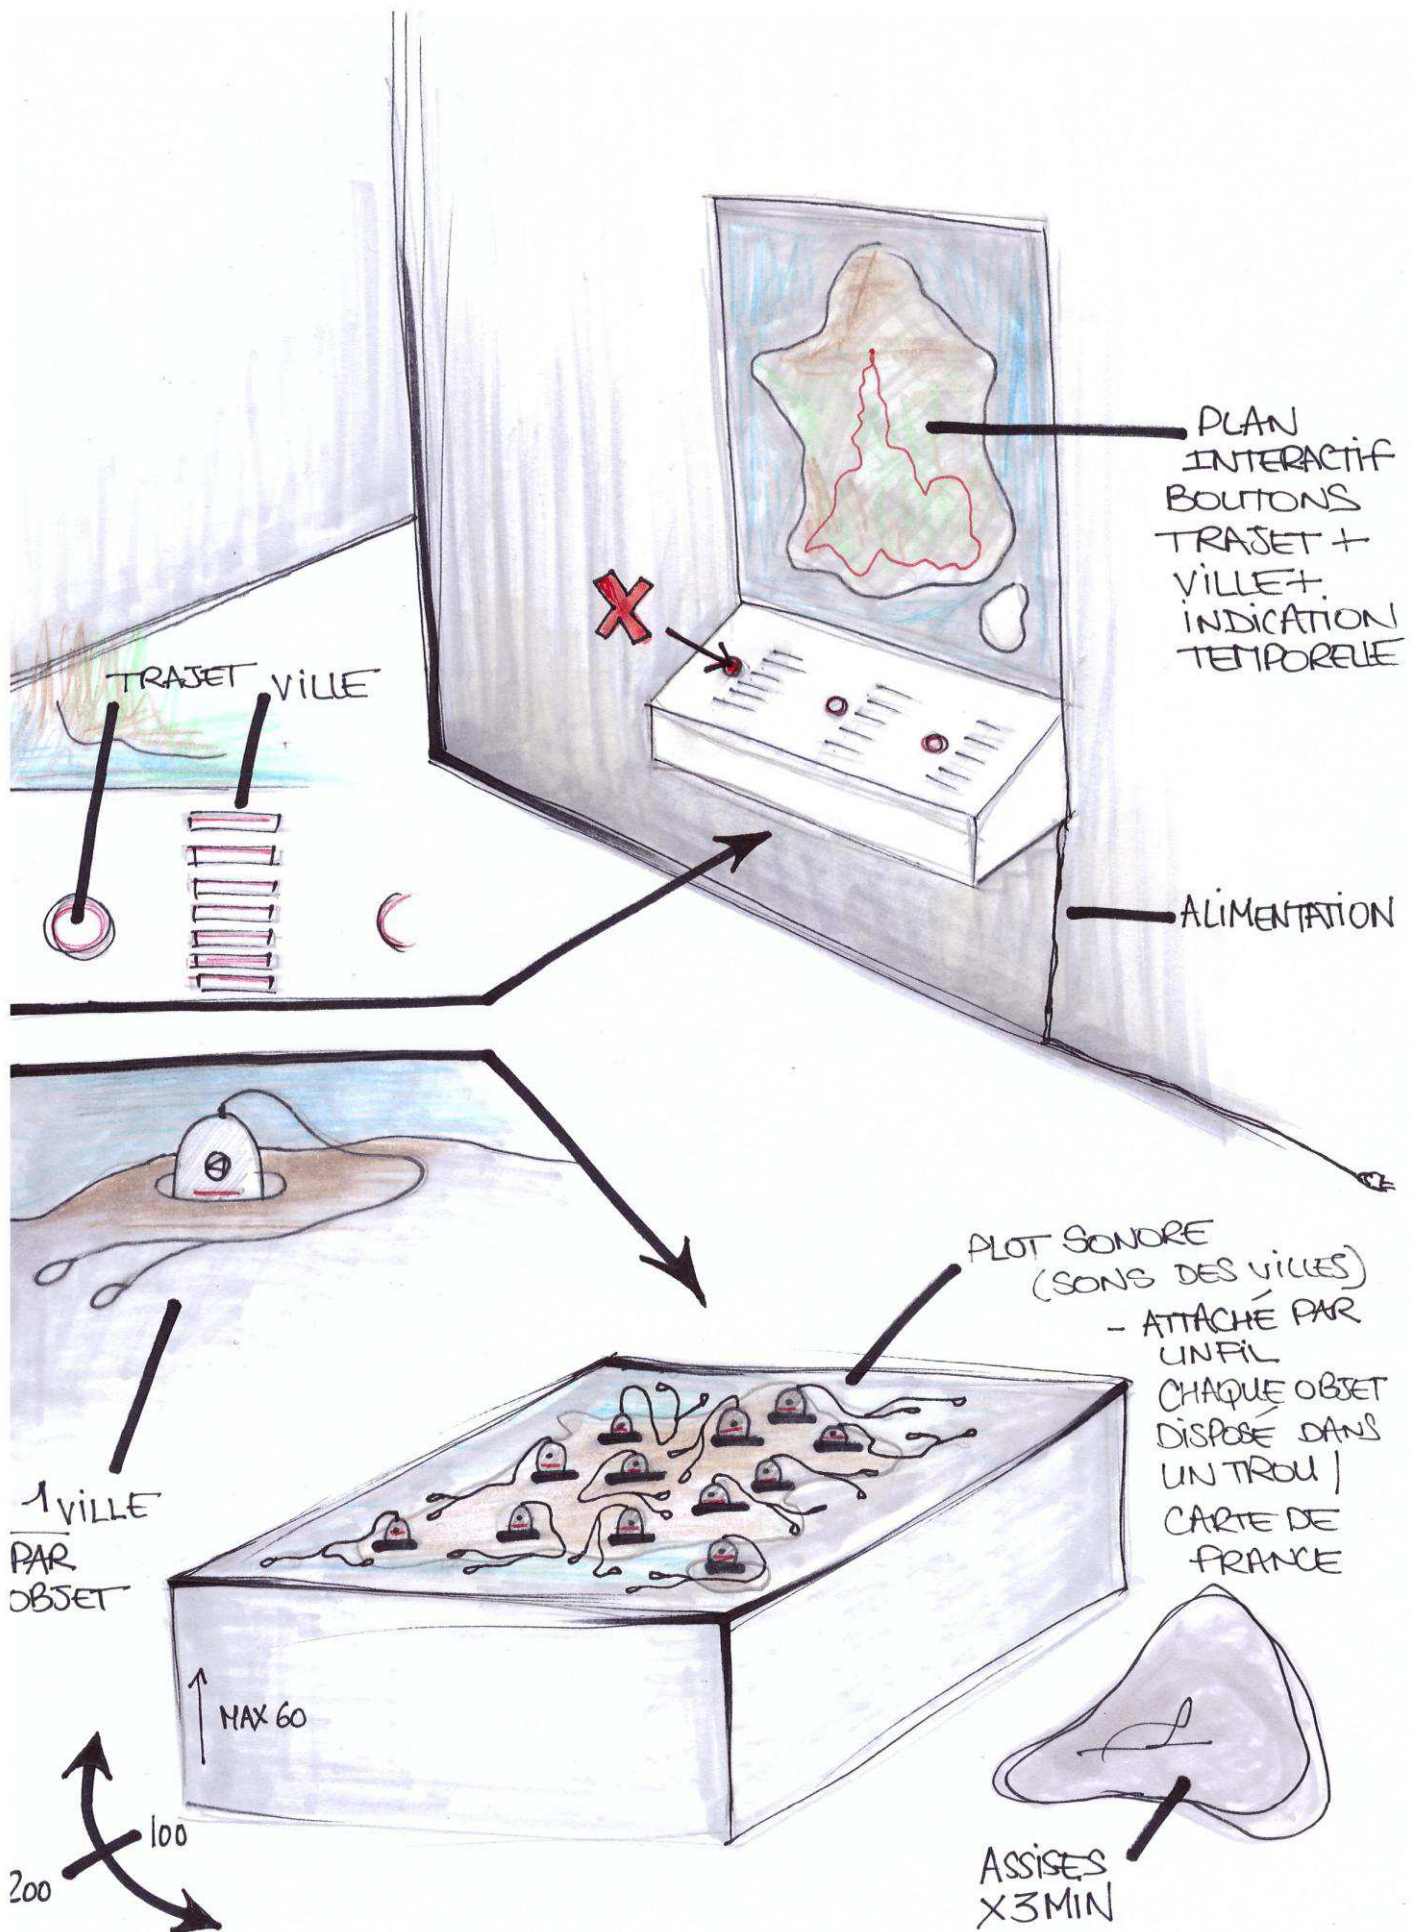 PLAN
INTERACTIF
BOUTONS
TRAJET +
VILLE +
INDICATION
TEMPORELLE
TRAJET
VILLE
ALIMENTATION
PLOT SONORE
(SONS DES VILLES)
- ATTACHÉ PAR
UN FIL
CHAQUE OBJET
DISPOSÉ DANS
UN TROU /
CARTE DE
FRANCE
1 VILLE
PAR
OBJET
MAX 60
100
200
ASSISES
X3 MIN